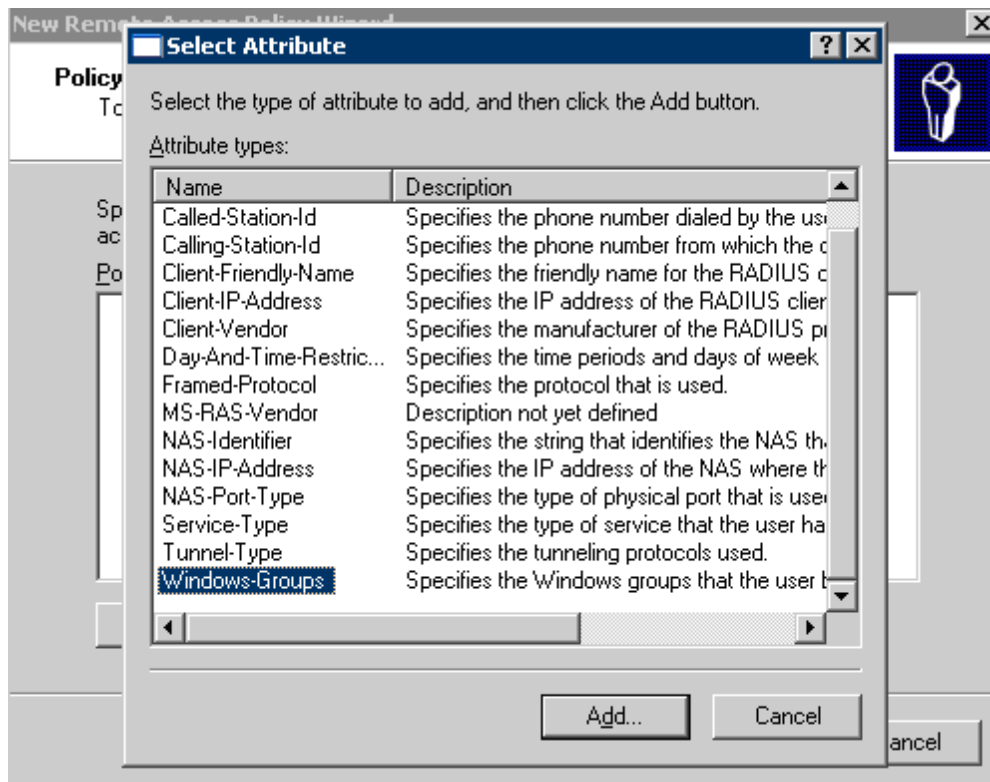 New Remote Access Policy Wizard
Select Attribute
Policy
Select the type of attribute to add, and then click the Add button.
Attribute types:
Name Description
Called-Station-Id Specifies the phone number dialed by the
Calling-Station-Id Specifies the phone number from which the
Client-Friendly-Name Specifies the friendly name for the RADIUS
Client-IP-Address Specifies the IP address of the RADIUS
Client-Vendor Specifies the manufacturer of the RADIUS
Day-And-Time-Restric... Specifies the time periods and days of week
Framed-Protocol Specifies the protocol that is used.
MS-RAS-Vendor Description not yet defined
NAS-Identifier Specifies the string that identifies the NAS
NAS-IP-Address Specifies the IP address of the NAS where
NAS-Port-Type Specifies the type of physical port that is
Service-Type Specifies the type of service that the user
Tunnel-Type Specifies the tunneling protocols used.
Windows-Groups Specifies the Windows groups that the user
Add... Cancel
ancel